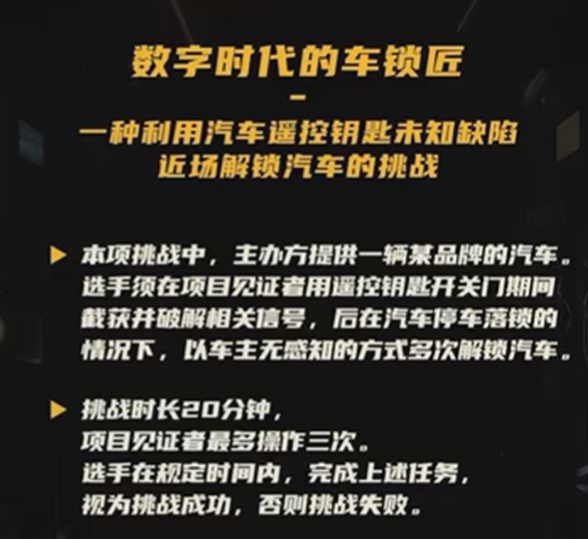 数字时代的车锁匠
一种利用汽车遥控钥匙未知缺陷
近场解锁汽车的挑战
本项挑战中，主办方提供一辆某品牌的汽车。
选手须在项目见证者用遥控钥匙开关门期间
截获并破解相关信号，后在汽车停车落锁的
情况下，以车主无感知的方式多次解锁汽车。
挑战时长20分钟，
项目见证者最多操作三次。
选手在规定时间内，完成上述任务，
视为挑战成功，否则挑战失败。